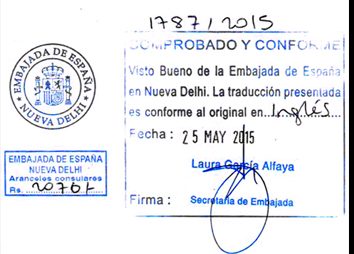 1787/2015
COMPROBADO Y CONFORME
EMBAJADA DE ESPAÑA
NUEVA DELHI
Visto Bueno de la Embajada de España
en Nueva Delhi. La traducción presentada
es conforme al original en Inglés
Fecha: 25 MAY 2015
Laura García Alfaya
Firma: Secretaria de Embajada
EMBAJADA DE ESPAÑA
NUEVA DELHI
Aranceles consulares
Rs.